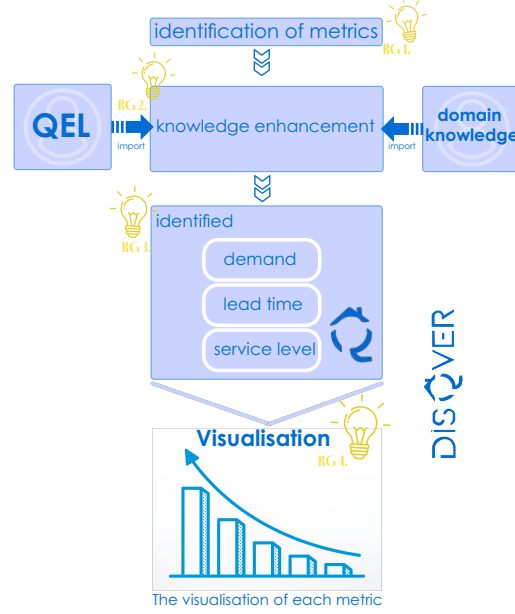 identification of metrics
RG 1.
RG 2.
QEL
import
knowledge enhancement
import
domain
knowledge
RG 3.
identified
demand
lead time
service level
DISQVER
Visualisation
RG 4.
The visualisation of each metric